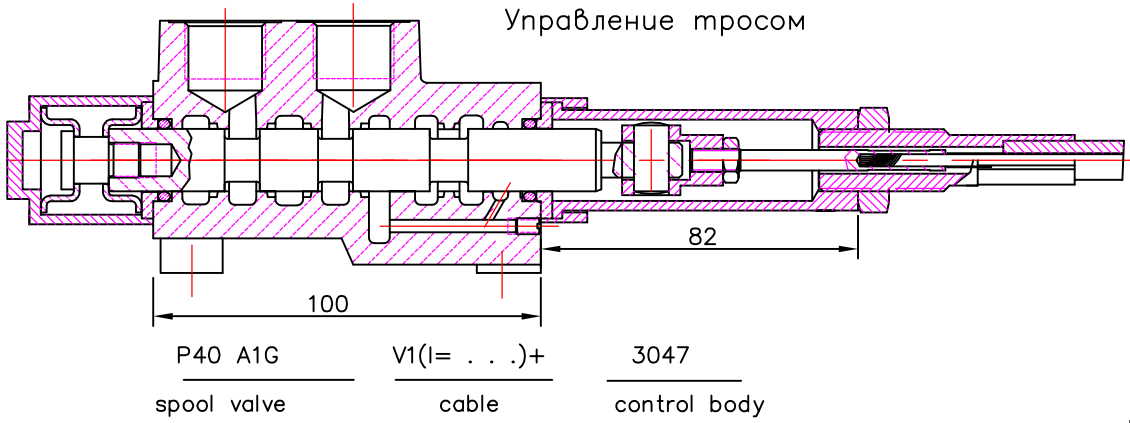 Управление тросом
82
100
P40 A1G V1(l= . . .)+ 3047
spool valve cable control body